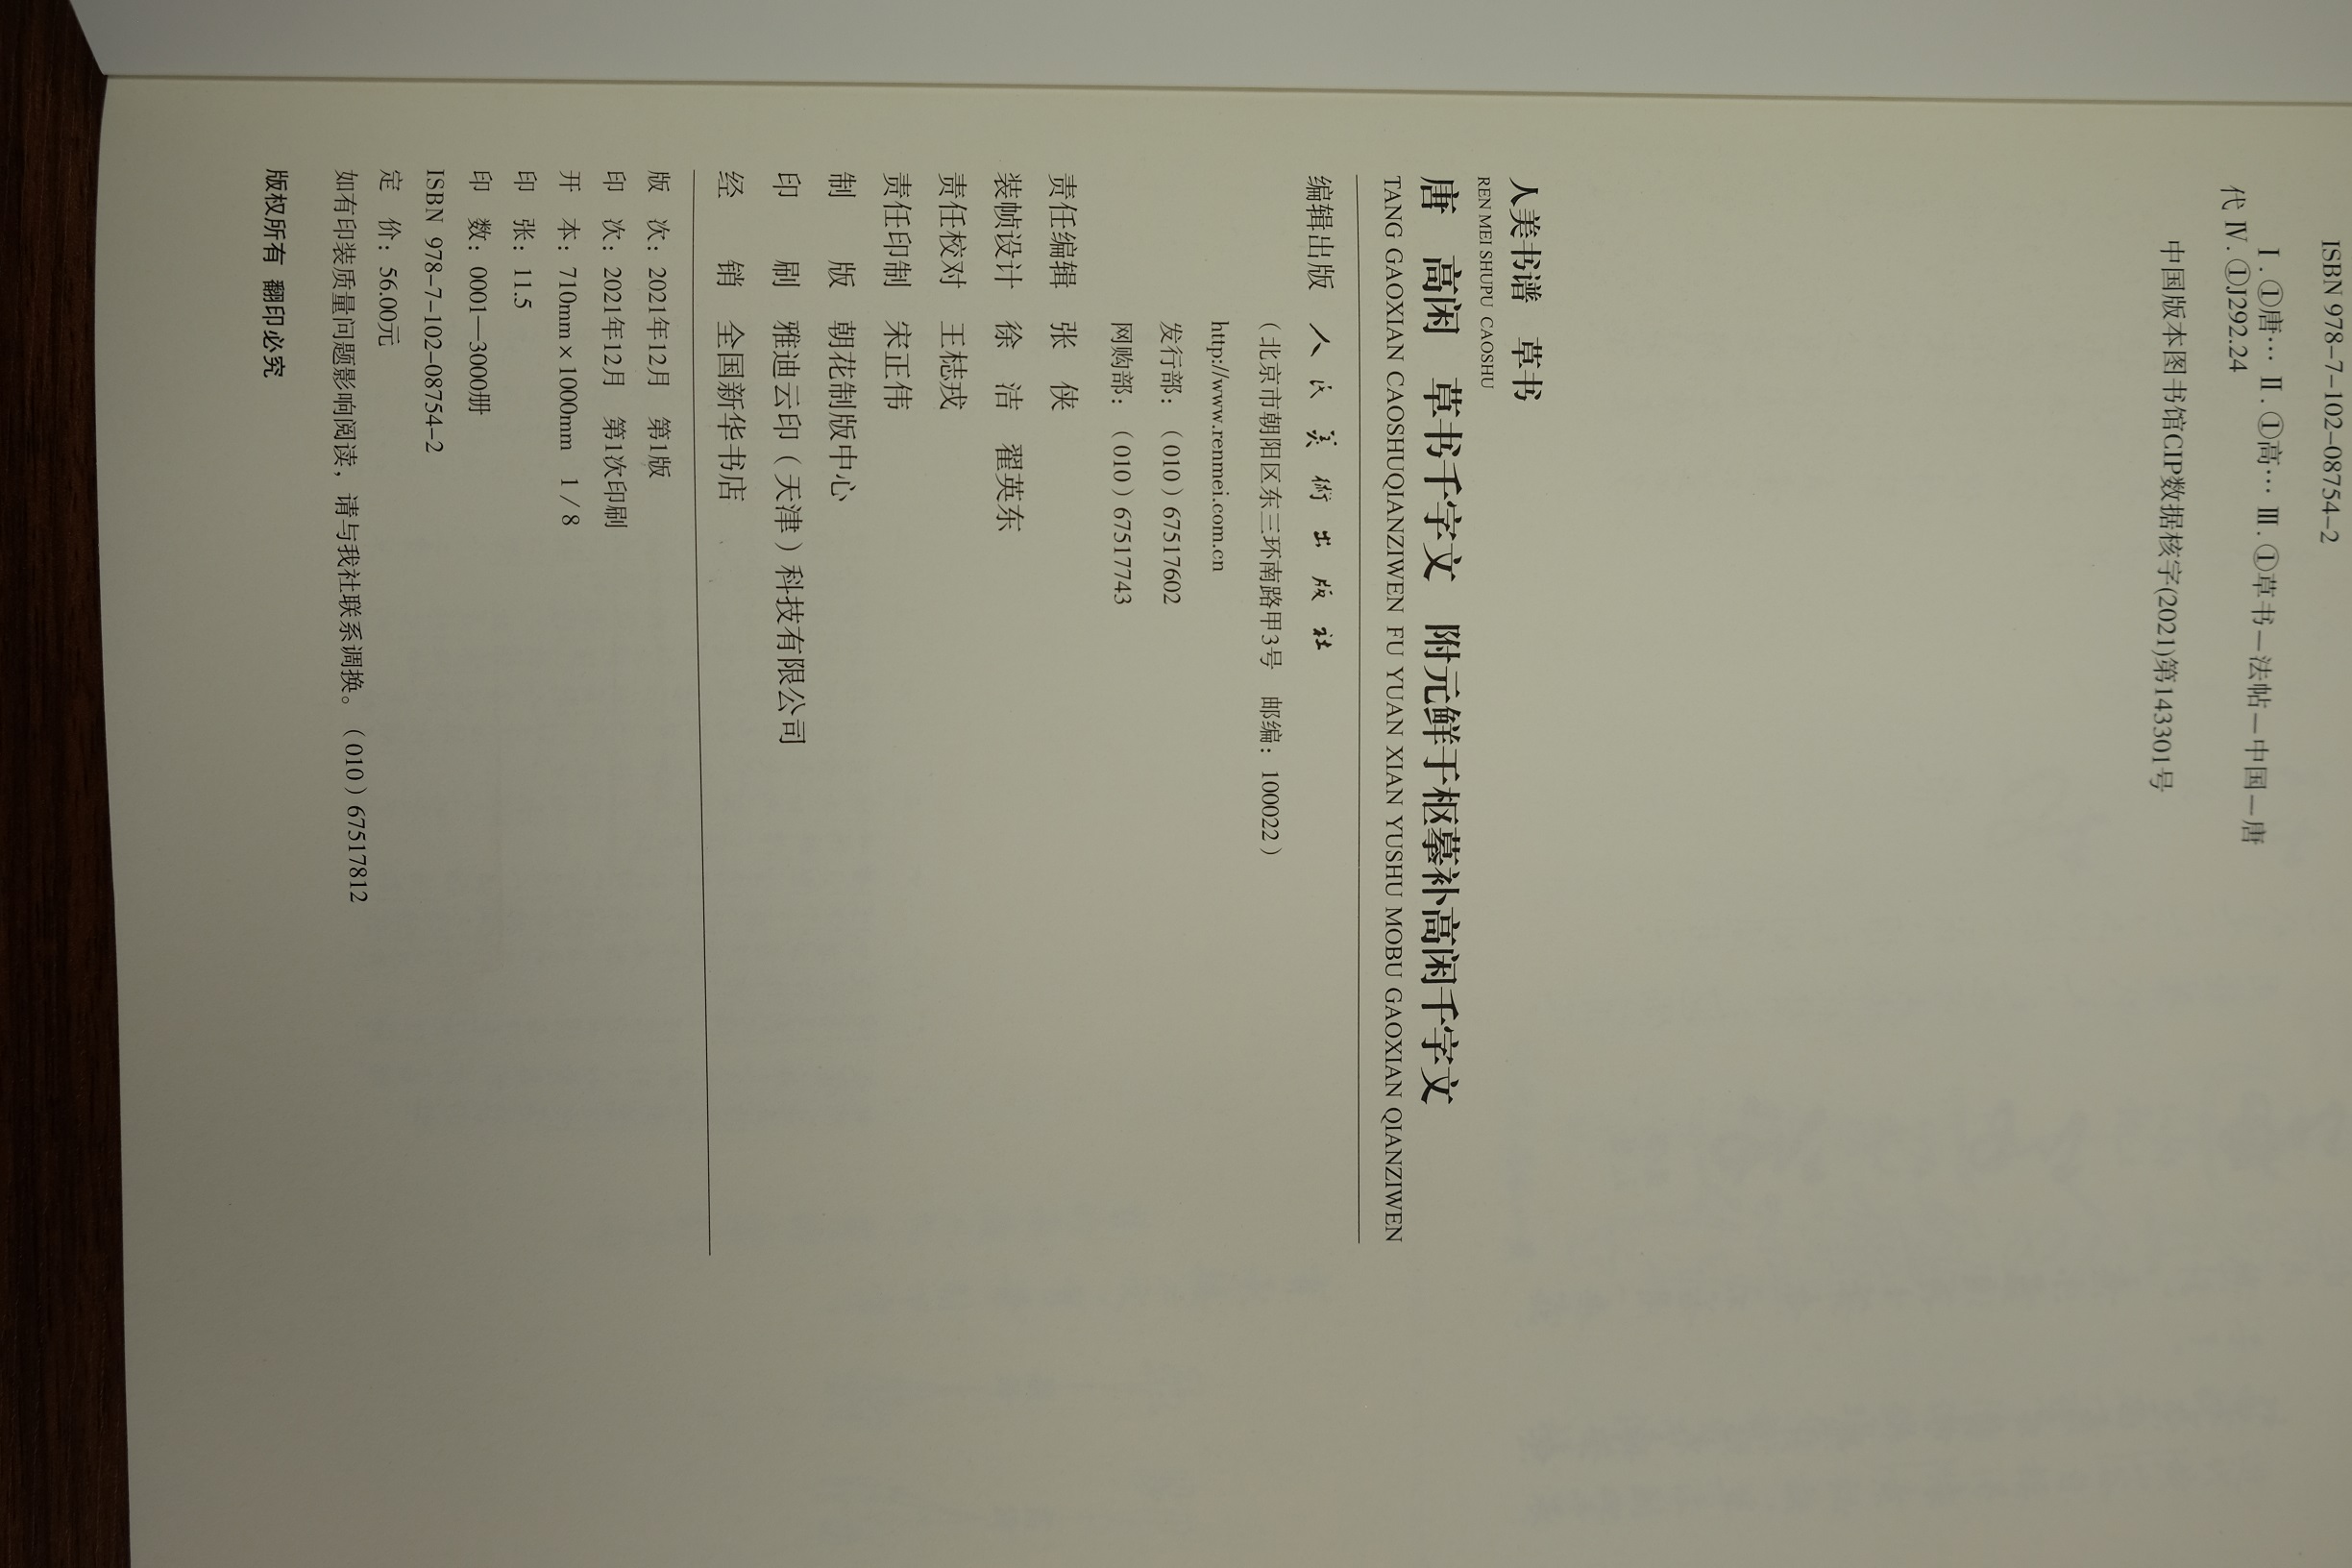 ISBN 978-7-102-08754-2
Ⅰ.①唐… Ⅱ.①高… Ⅲ.①草书—法帖—中国—唐
代 Ⅳ.①J292.24
中国版本图书馆CIP数据核字(2021)第143301号
人美书谱 草书
REN MEI SHUPU CAOSHU
唐 高闲 草书千字文 附元鲜于枢摹补高闲千字文
TANG GAOXIAN CAOSHUQIANZIWEN FU YUAN XIAN YUSHU MOBU GAOXIAN QIANZIWEN
编辑出版 人民美術出版社
（北京市朝阳区东三环南路甲3号 邮编：100022）
http://www.renmei.com.cn
发行部：（010）67517602
网购部：（010）67517743
责任编辑 张 侠
装帧设计 徐 洁 翟英东
责任校对 王梽戎
责任印制 宋正伟
制 版 朝花制版中心
印 刷 雅迪云印（天津）科技有限公司
经 销 全国新华书店
版 次：2021年12月 第1版
印 次：2021年12月 第1次印刷
开 本：710mm×1000mm 1/8
印 张：11.5
印 数：0001—3000册
ISBN 978-7-102-08754-2
定 价：56.00元
如有印装质量问题影响阅读，请与我社联系调换。（010）67517812
版权所有 翻印必究